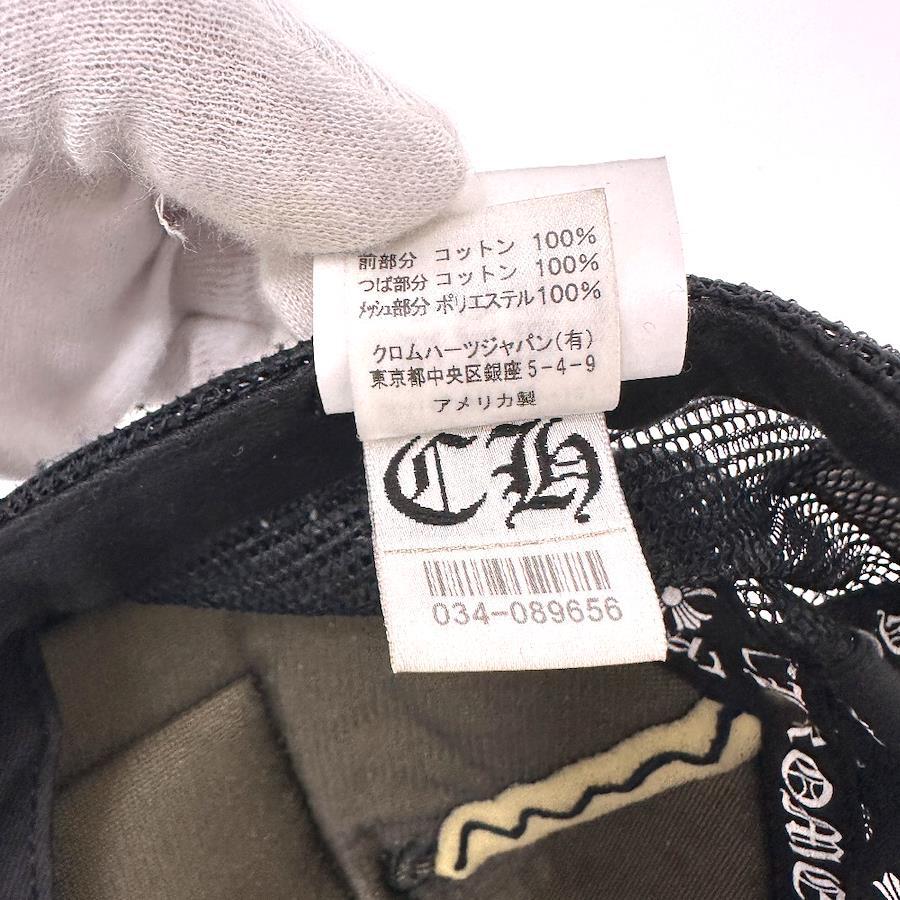 前部分 コットン 100%
つば部分 コットン 100%
メッシュ部分 ポリエステル100%
クロムハーツジャパン(有)
東京都中央区銀座5-4-9
アメリカ製
CH
034-089656
CHROME